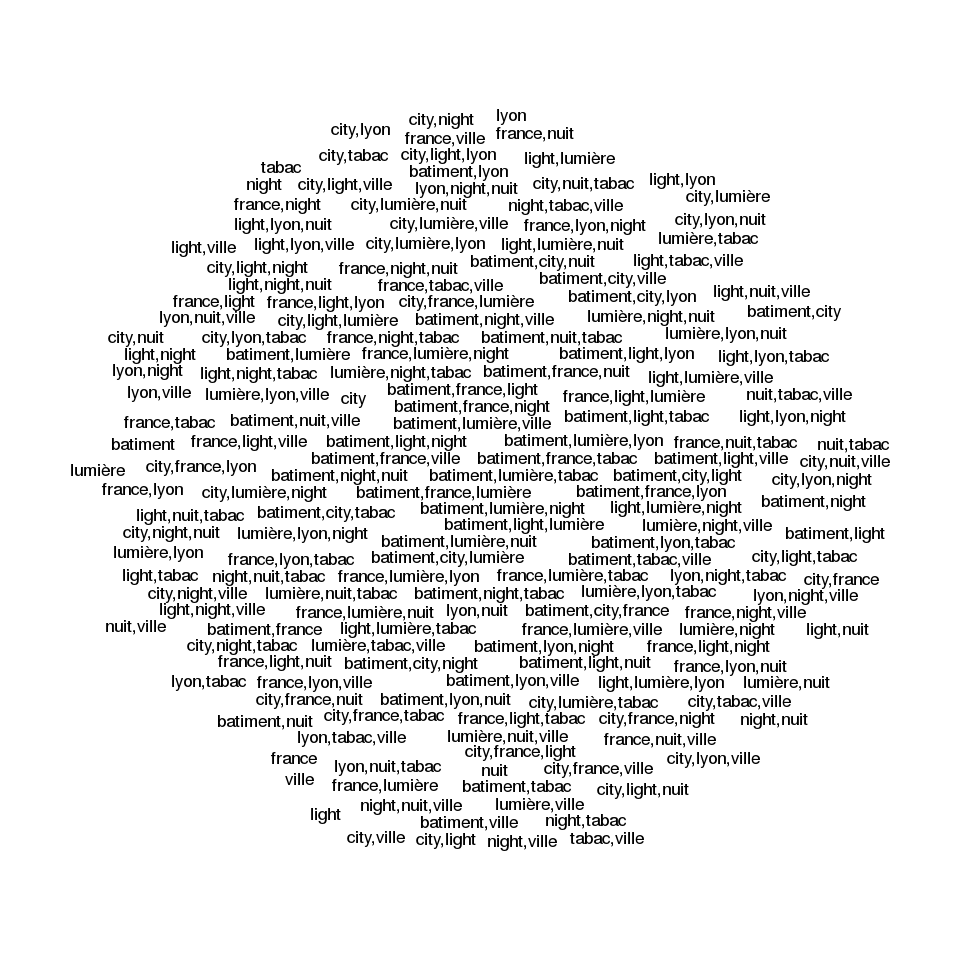 lyon
city,night
city,lyon
france,nuit
france,ville
city,tabac
city,light,lyon
light,lumière
tabac
batiment,lyon
night
city,light,ville
lyon,night,nuit
city,nuit,tabac
light,lyon
city,lumière
france,night
city,lumière,nuit
night,tabac,ville
light,lyon,nuit
city,lumière,ville
france,lyon,night
city,lyon,nuit
light,ville
light,lyon,ville
city,lumière,lyon
light,lumière,nuit
lumière,tabac
city,light,night
france,night,nuit
batiment,city,nuit
light,tabac,ville
light,night,nuit
france,tabac,ville
batiment,city,ville
france,light
france,light,lyon
city,france,lumière
batiment,city,lyon
light,nuit,ville
lyon,nuit,ville
city,light,lumière
batiment,night,ville
lumière,night,nuit
batiment,city
city,nuit
city,lyon,tabac
france,night,tabac
batiment,nuit,tabac
lumière,lyon,nuit
light,night
batiment,lumière
france,lumière,night
batiment,light,lyon
light,lyon,tabac
lyon,night
light,night,tabac
lumière,night,tabac
batiment,france,nuit
light,lumière,ville
lyon,ville
lumière,lyon,ville
city
batiment,france,light
france,light,lumière
nuit,tabac,ville
batiment,france,night
france,tabac
batiment,nuit,ville
batiment,lumière,ville
batiment,light,tabac
light,lyon,night
batiment
france,light,ville
batiment,light,night
batiment,lumière,lyon
france,nuit,tabac
nuit,tabac
lumière
city,france,lyon
batiment,france,ville
batiment,france,tabac
batiment,light,ville
city,nuit,ville
batiment,night,nuit
batiment,lumière,tabac
batiment,city,light
city,lyon,night
france,lyon
city,lumière,night
batiment,france,lumière
batiment,france,lyon
batiment,night
light,nuit,tabac
batiment,city,tabac
batiment,lumière,night
light,lumière,night
batiment,light,lumière
lumière,night,ville
city,night,nuit
lumière,lyon,night
batiment,lumière,nuit
batiment,lyon,tabac
batiment,light
lumière,lyon
france,lyon,tabac
batiment,city,lumière
batiment,tabac,ville
city,light,tabac
light,tabac
night,nuit,tabac
france,lumière,lyon
france,lumière,tabac
lyon,night,tabac
city,france
city,night,ville
lumière,nuit,tabac
batiment,night,tabac
lumière,lyon,tabac
lyon,night,ville
light,night,ville
france,lumière,nuit
lyon,nuit
batiment,city,france
france,night,ville
nuit,ville
batiment,france
light,lumière,tabac
france,lumière,ville
lumière,night
light,nuit
city,night,tabac
lumière,tabac,ville
batiment,lyon,night
france,light,night
france,light,nuit
batiment,city,night
batiment,light,nuit
france,lyon,nuit
lyon,tabac
france,lyon,ville
batiment,lyon,ville
light,lumière,lyon
lumière,nuit
city,france,nuit
batiment,lyon,nuit
city,lumière,tabac
city,tabac,ville
batiment,nuit
city,france,tabac
france,light,tabac
city,france,night
night,nuit
lyon,tabac,ville
lumière,nuit,ville
france,nuit,ville
france
city,france,light
city,lyon,ville
lyon,nuit,tabac
nuit
city,france,ville
ville
france,lumière
batiment,tabac
city,light,nuit
light
night,nuit,ville
lumière,ville
batiment,ville
night,tabac
city,ville
city,light
night,ville
tabac,ville